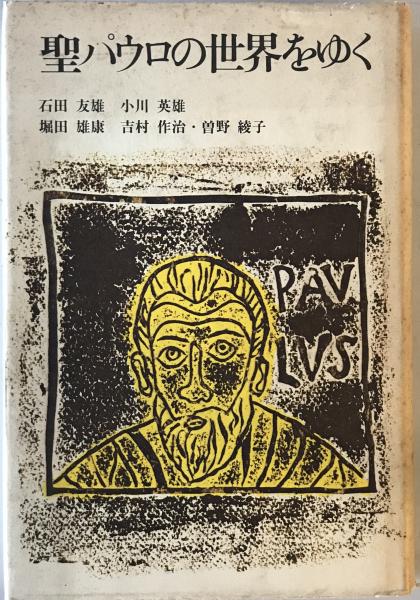 聖パウロの世界をゆく
石田 友雄 小川 英雄
堀田 雄康 吉村 作治・曽野 綾子
PAV
LVS